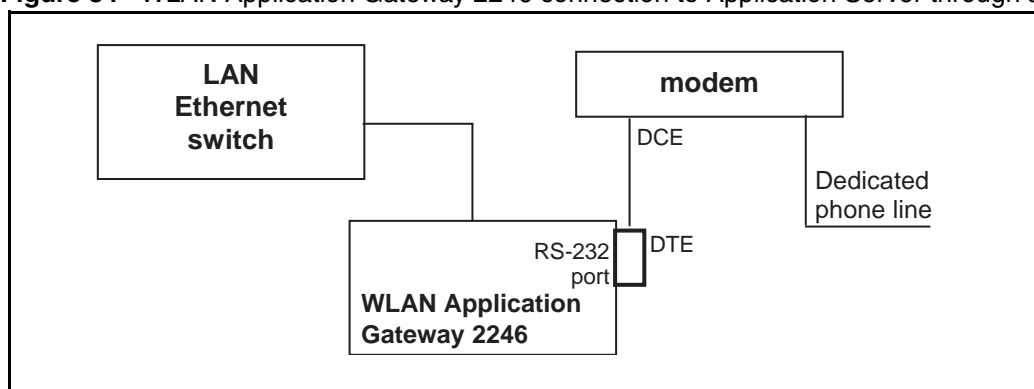 WLAN Application Gateway 2246 connection to Application Server through
LAN
Ethernet
switch
modem
DCE
Dedicated
phone line
RS-232
port
DTE
WLAN Application
Gateway 2246